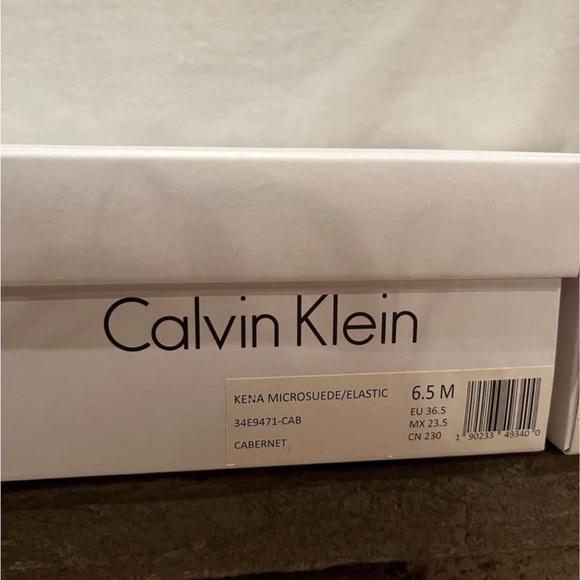 Calvin Klein
KENA MICROSUEDE/ELASTIC
34E9471-CAB
CABERNET
6.5 M
EU 36.5
MX 23.5
CN 230
1 90233 49340 0